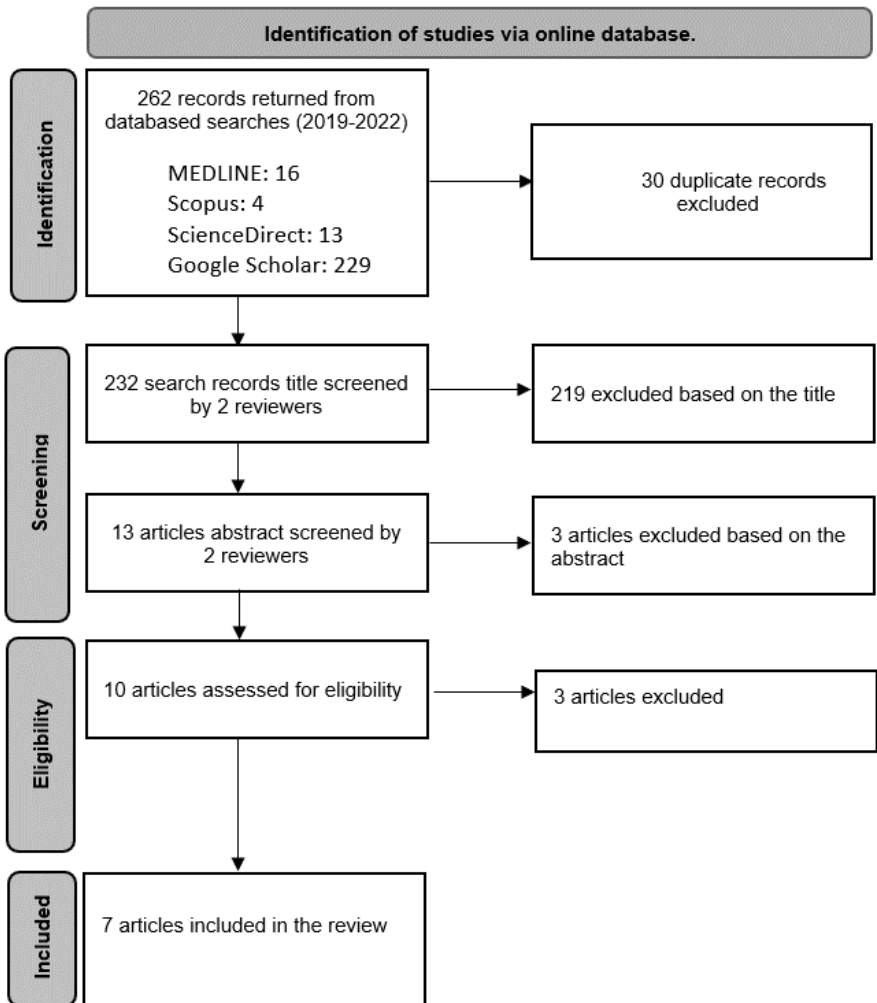 Identification of studies via online database.
Identification
262 records returned from
databased searches (2019-2022)
MEDLINE: 16
Scopus: 4
ScienceDirect: 13
Google Scholar: 229
30 duplicate records
excluded
Screening
232 search records title screened
by 2 reviewers
219 excluded based on the title
13 articles abstract screened by
2 reviewers
3 articles excluded based on the
abstract
Eligibility
10 articles assessed for eligibility
3 articles excluded
Included
7 articles included in the review